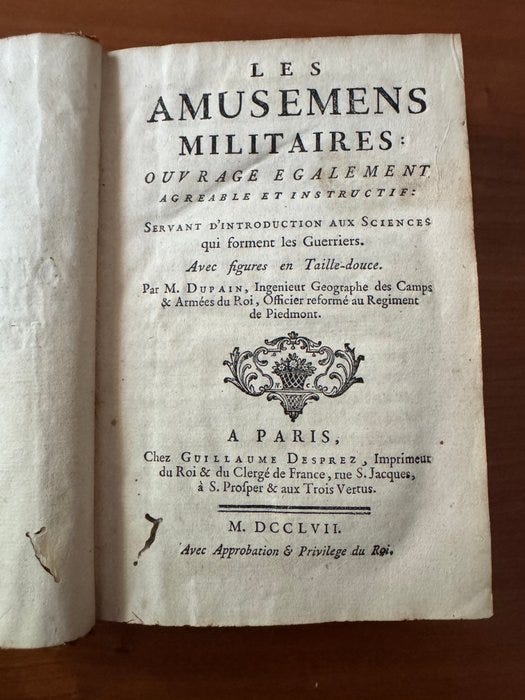 LES
AMUSEMENS
MILITAIRES:
OUVRAGE EGALEMENT
AGREABLE ET INSTRUCTIF:
SERVANT D'INTRODUCTION AUX SCIENCES
qui forment les Guerriers.
Avec figures en Taille-douce.
Par M. DUPAIN, Ingenieur Geographe des Camps
& Armées du Roi, Officier reformé au Regiment
de Piedmont.
N. C.
A PARIS,
Chez GUILLAUME DESPREZ, Imprimeur
du Roi & du Clergé de France, rue S. Jacques,
à S. Prosper & aux Trois Vertus.
M. DCCLVII.
Avec Approbation & Privilege du Roi.